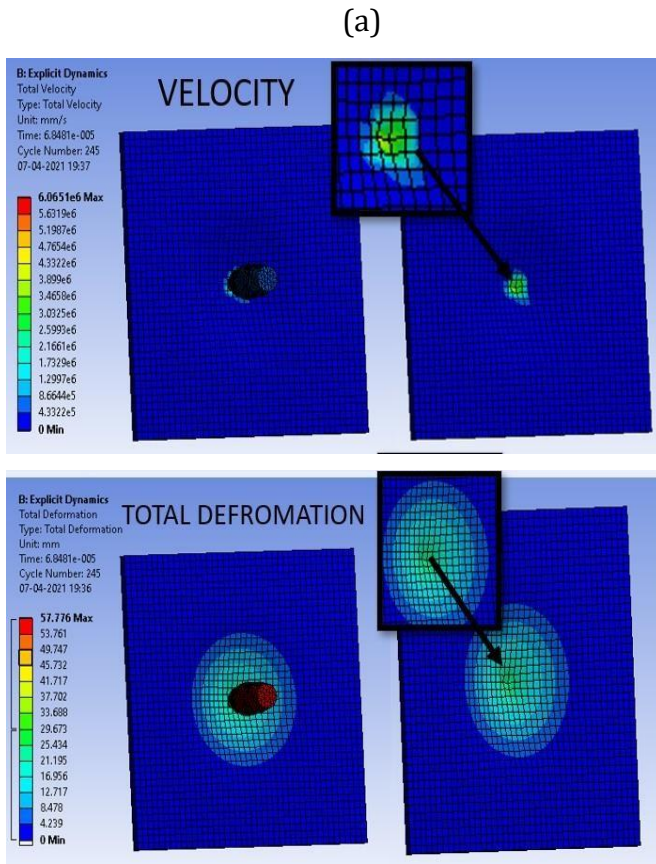 (a)
B: Explicit Dynamics
Total Velocity
Type: Total Velocity
Unit: mm/s
Time: 6.8481e-005
Cycle Number: 245
07-04-2021 19:37
VELOCITY
6.0651e6 Max
5.6319e6
5.1987e6
4.7654e6
4.3322e6
3.899e6
3.4658e6
3.0325e6
2.5993e6
2.1661e6
1.7329e6
1.2997e6
8.6644e5
4.3322e5
0 Min
B: Explicit Dynamics
Total Deformation
Type: Total Deformation
Unit: mm
Time: 6.8481e-005
Cycle Number: 245
07-04-2021 19:36
TOTAL DEFROMATION
57.776 Max
53.761
49.747
45.732
41.717
37.702
33.688
29.673
25.434
21.195
16.956
12.717
8.478
4.239
0 Min